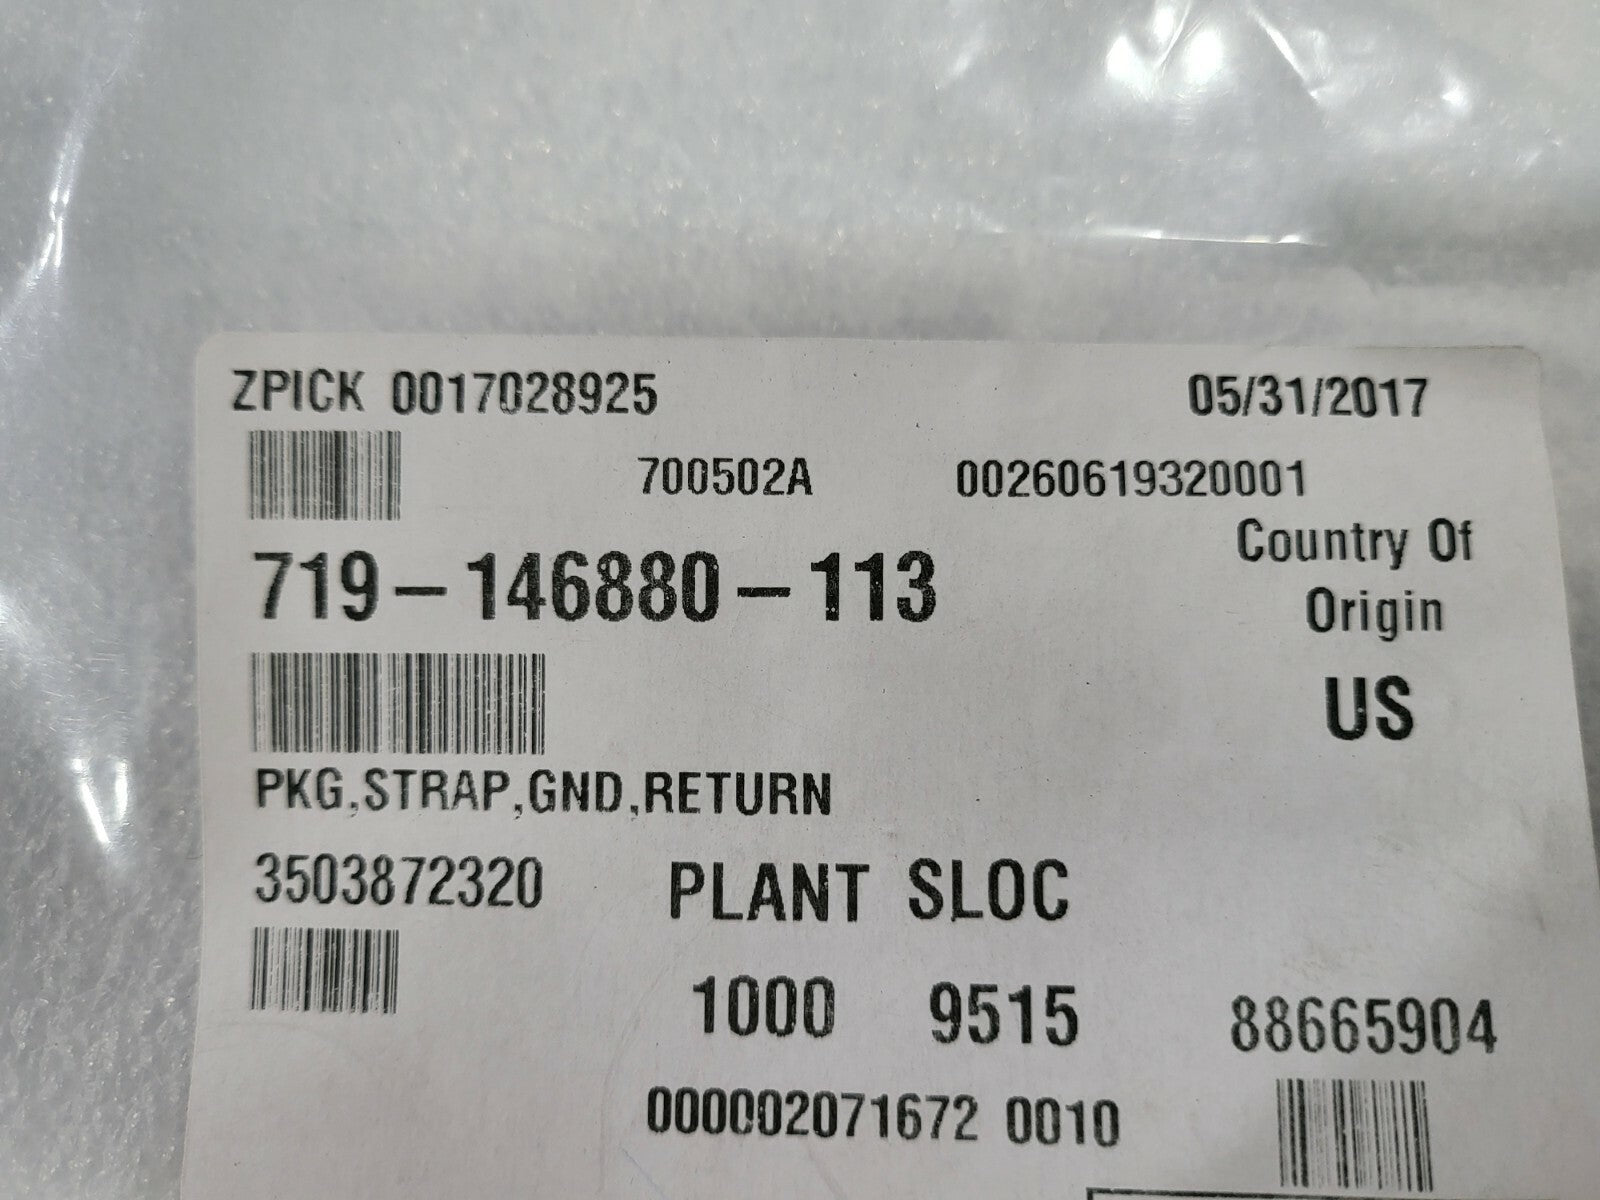 ZPICK 0017028925 05/31/2017
700502A 00260619320001
719-146880-113
Country Of
Origin
US
PKG,STRAP,GND,RETURN
3503872320 PLANT SLOC
1000 9515 88665904
000002071672 0010